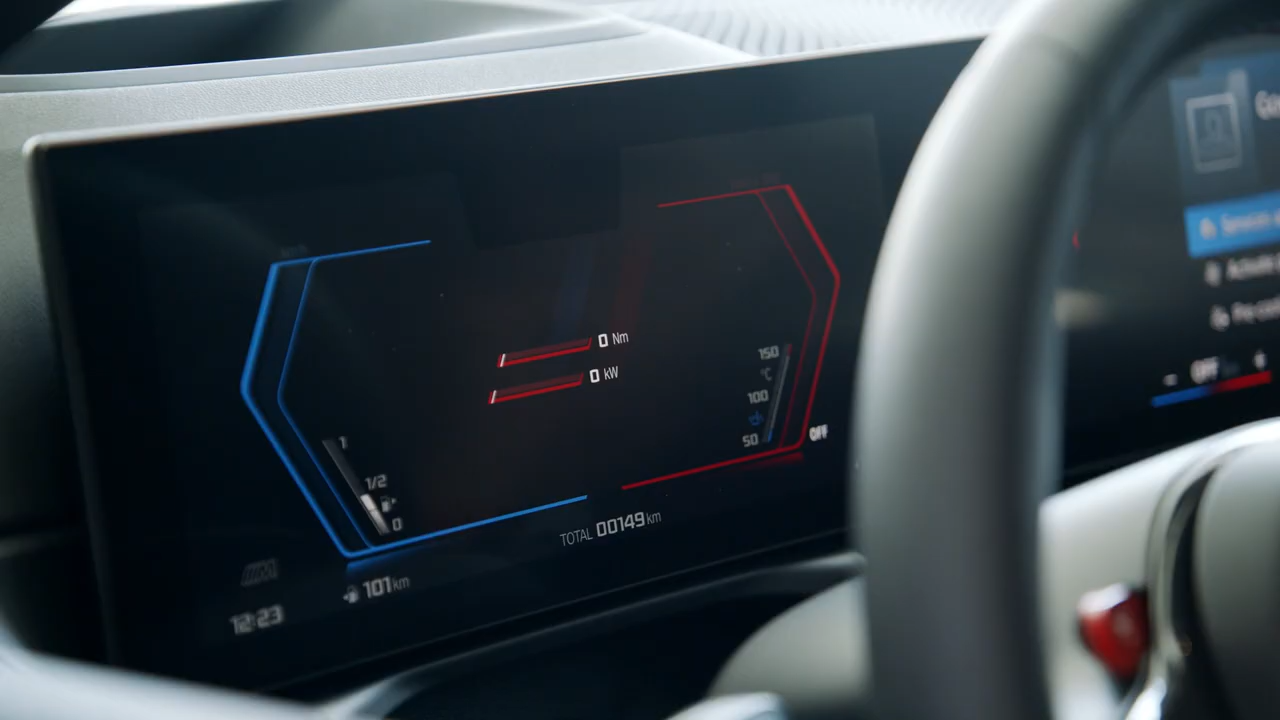 0 Nm
0 kW
150
°C
100
50
OFF
1
1/2
0
TOTAL 00149 km
101 km
M
12:23
- OFF +